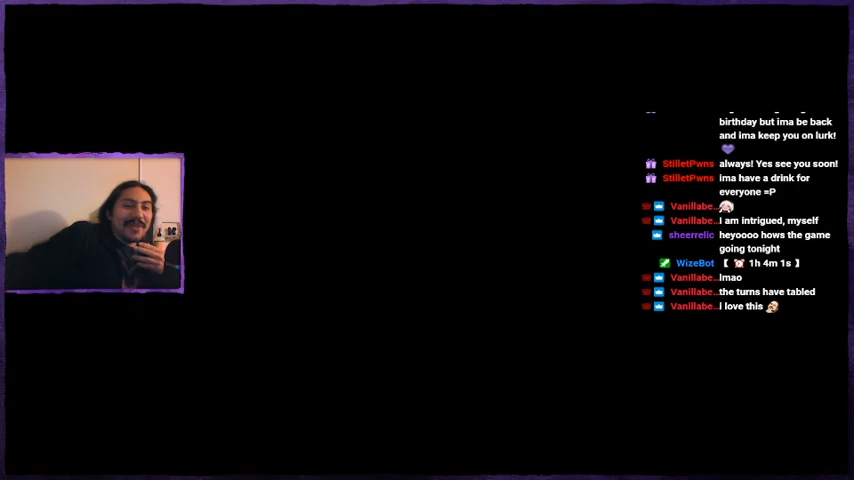 birthday but ima be back
and ima keep you on lurk!
StilletPwns always! Yes see you soon!
StilletPwns ima have a drink for
everyone =P
Vanillabe...
Vanillabe... I am intrigued, myself
sheerrelic heyoooo hows the game
going tonight
WizeBot 【 1h 4m 1s 】
Vanillabe... lmao
Vanillabe... the turns have tabled
Vanillabe... i love this